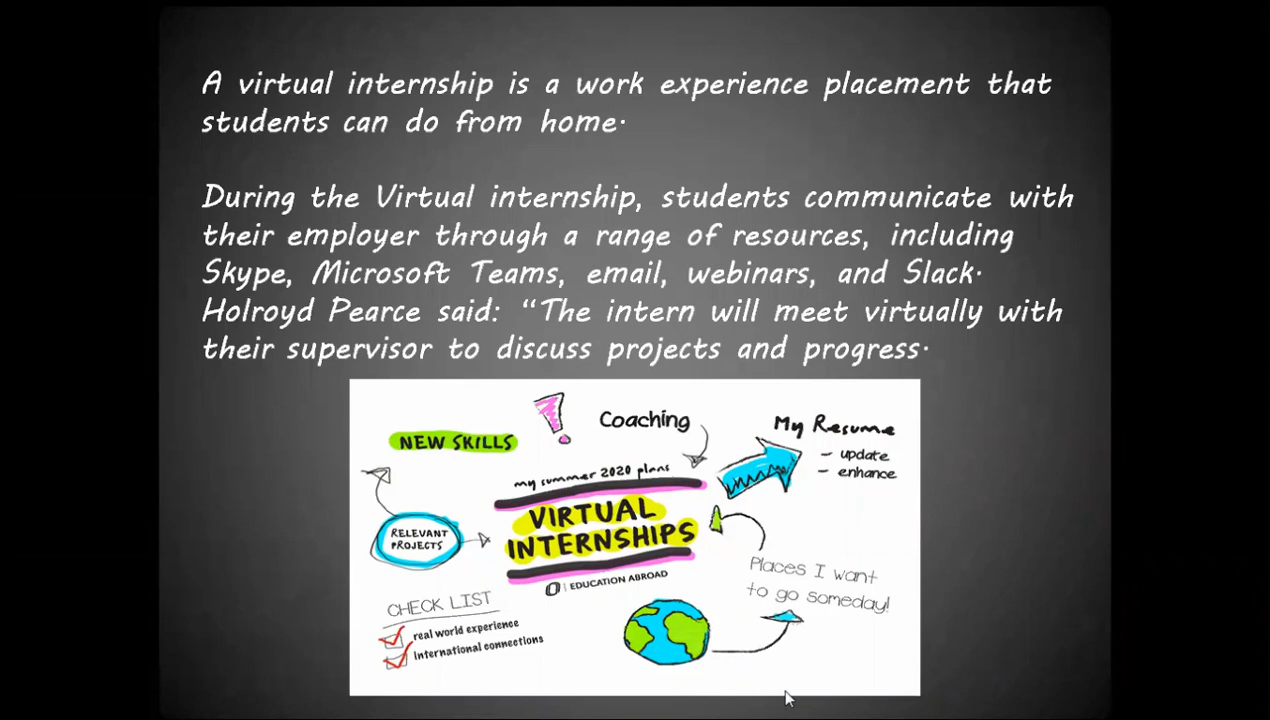 A virtual internship is a work experience placement that
students can do from home.
During the Virtual internship, students communicate with
their employer through a range of resources, including
Skype, Microsoft Teams, email, webinars, and Slack.
Holroyd Pearce said: “The intern will meet virtually with
their supervisor to discuss projects and progress.
Coaching
My Resume
- update
- enhance
NEW SKILLS
my summer 2020 plans
VIRTUAL
INTERNSHIPS
EDUCATION ABROAD
RELEVANT
PROJECTS
Places I want
to go someday!
CHECK LIST
real world experience
International connections